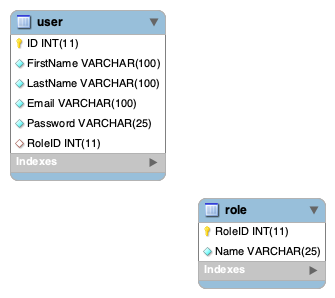 user
ID INT(11)
FirstName VARCHAR(100)
LastName VARCHAR(100)
Email VARCHAR(100)
Password VARCHAR(25)
RoleID INT(11)
Indexes
role
RoleID INT(11)
Name VARCHAR(25)
Indexes